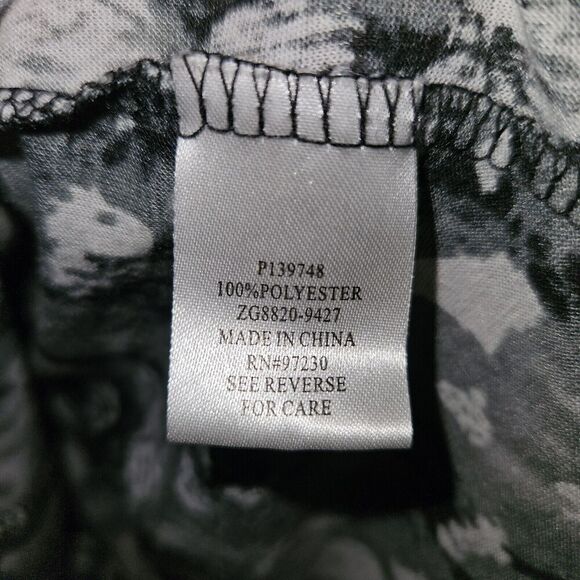 P139748
100%POLYESTER
ZG8820-9427
MADE IN CHINA
RN#97230
SEE REVERSE
FOR CARE